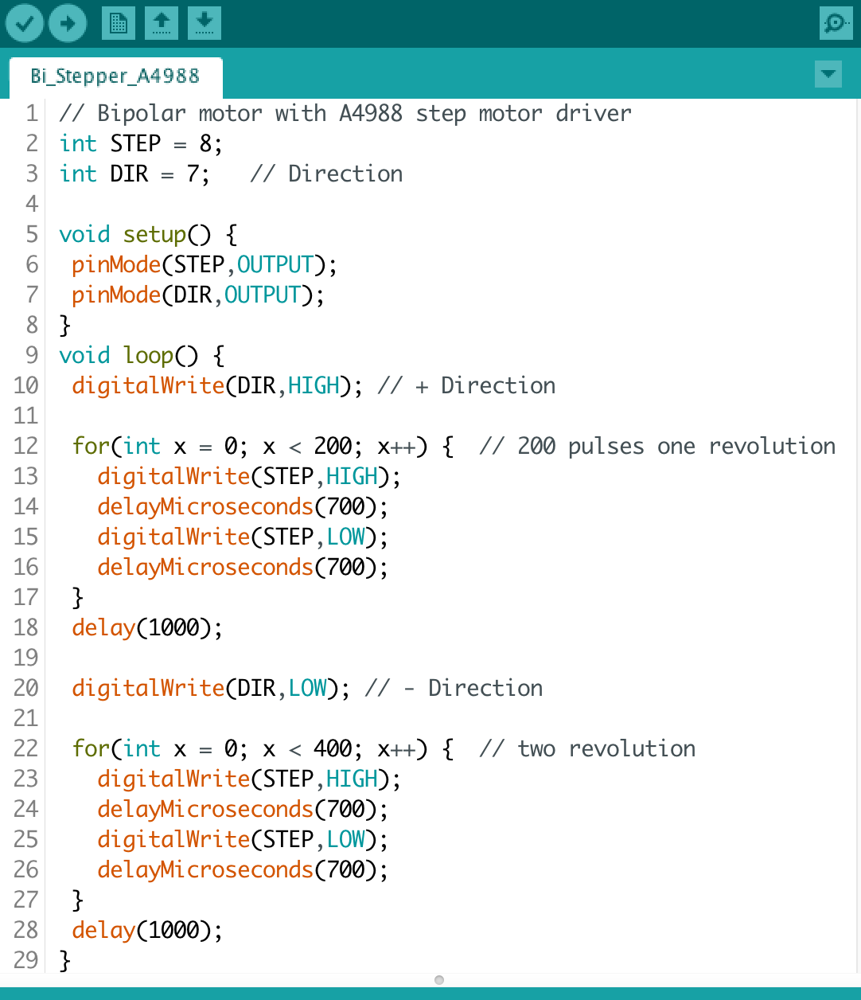 Bi_Stepper_A4988
1 // Bipolar motor with A4988 step motor driver
2 int STEP = 8;
3 int DIR = 7;   // Direction
4
5 void setup() {
6  pinMode(STEP,OUTPUT);
7  pinMode(DIR,OUTPUT);
8 }
9 void loop() {
10  digitalWrite(DIR,HIGH); // + Direction
11
12  for(int x = 0; x < 200; x++) {  // 200 pulses one revolution
13    digitalWrite(STEP,HIGH);
14    delayMicroseconds(700);
15    digitalWrite(STEP,LOW);
16    delayMicroseconds(700);
17  }
18  delay(1000);
19
20  digitalWrite(DIR,LOW); // - Direction
21
22  for(int x = 0; x < 400; x++) {  // two revolution
23    digitalWrite(STEP,HIGH);
24    delayMicroseconds(700);
25    digitalWrite(STEP,LOW);
26    delayMicroseconds(700);
27  }
28  delay(1000);
29 }